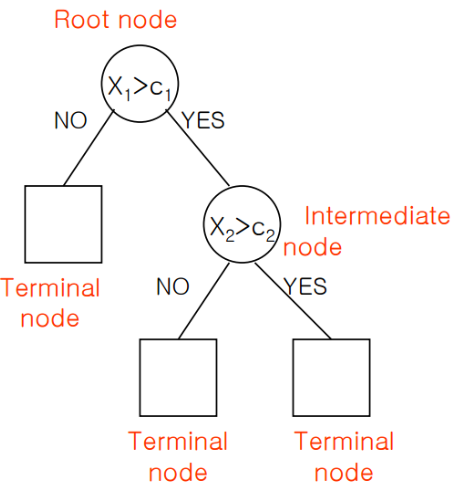 Root node
X₁>c₁
NO
YES
X₂>c₂
Intermediate
node
Terminal
node
NO
YES
Terminal
node
Terminal
node